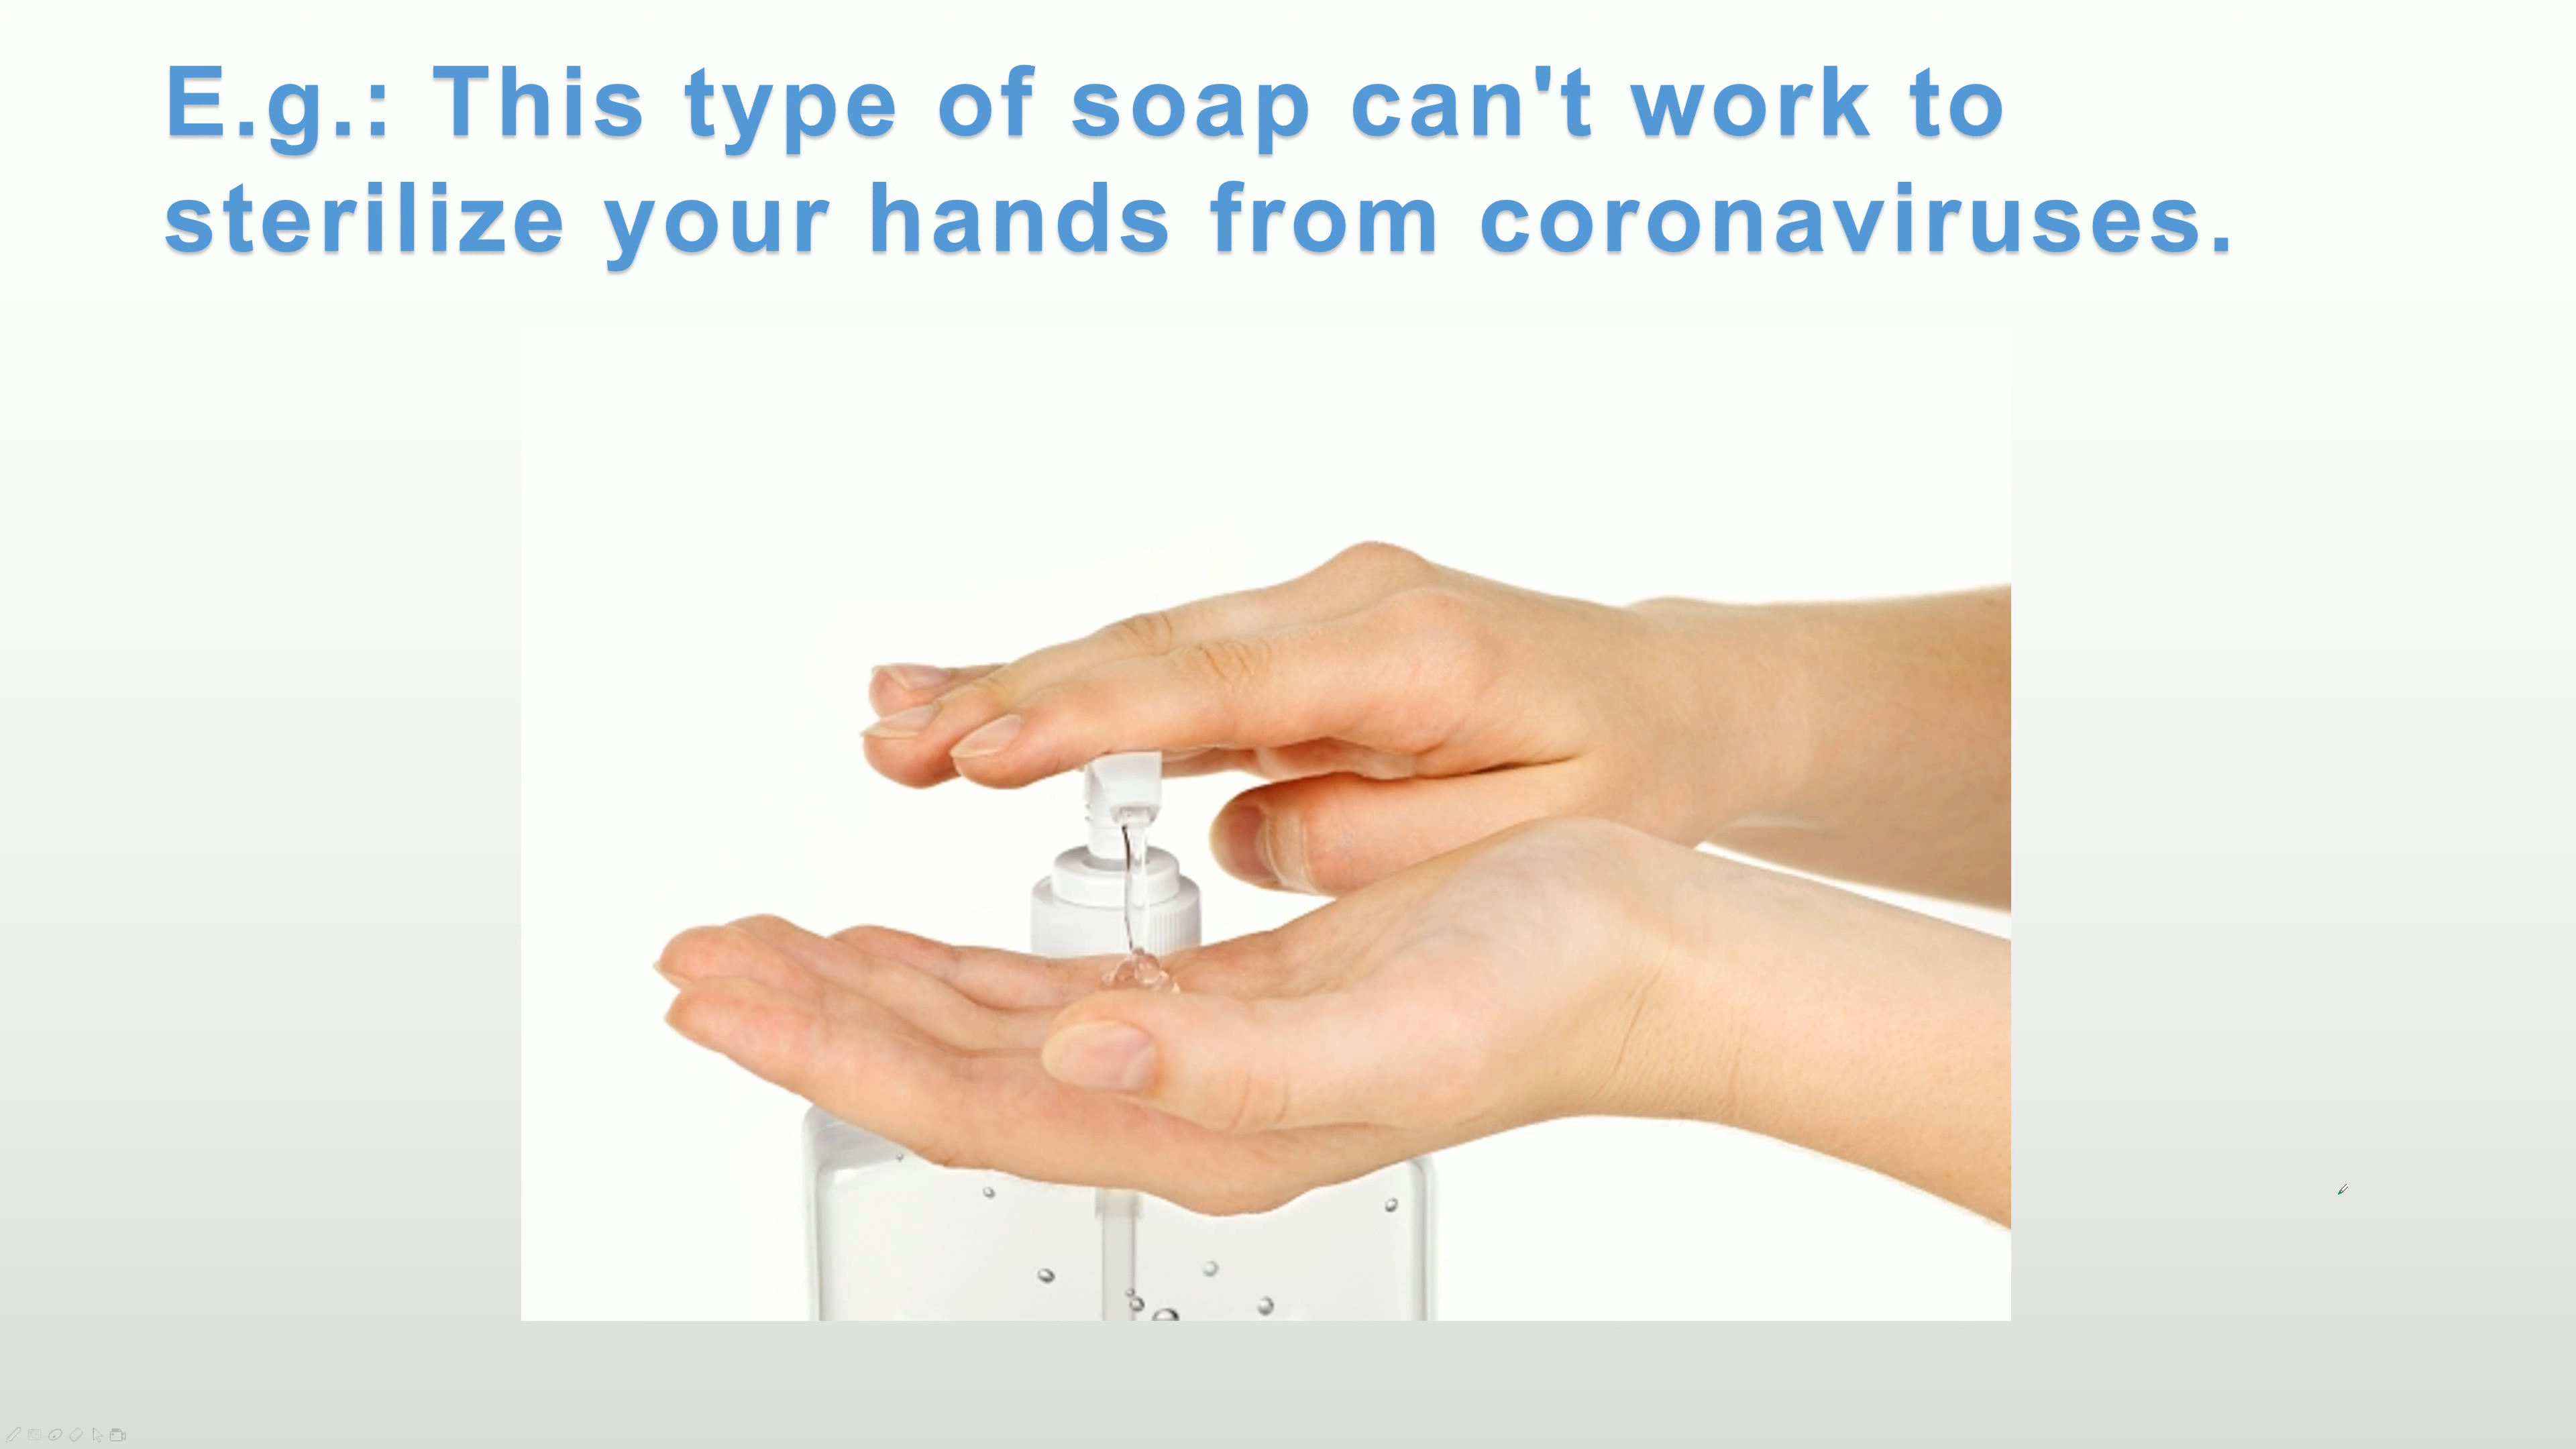 E.g.: This type of soap can't work to
sterilize your hands from coronaviruses.